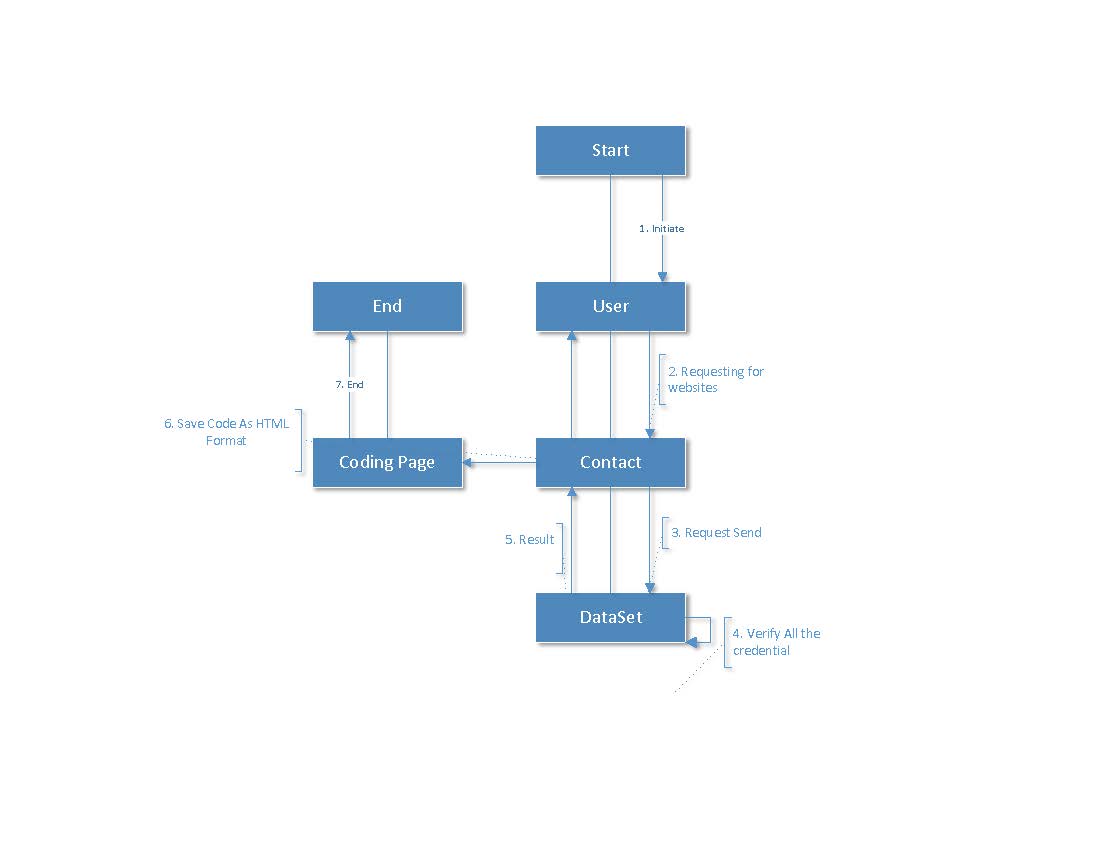 Start
1. Initiate
End
User
7. End
2. Requesting for
websites
6. Save Code As HTML
Format
Coding Page
Contact
5. Result
3. Request Send
DataSet
4. Verify All the
credential